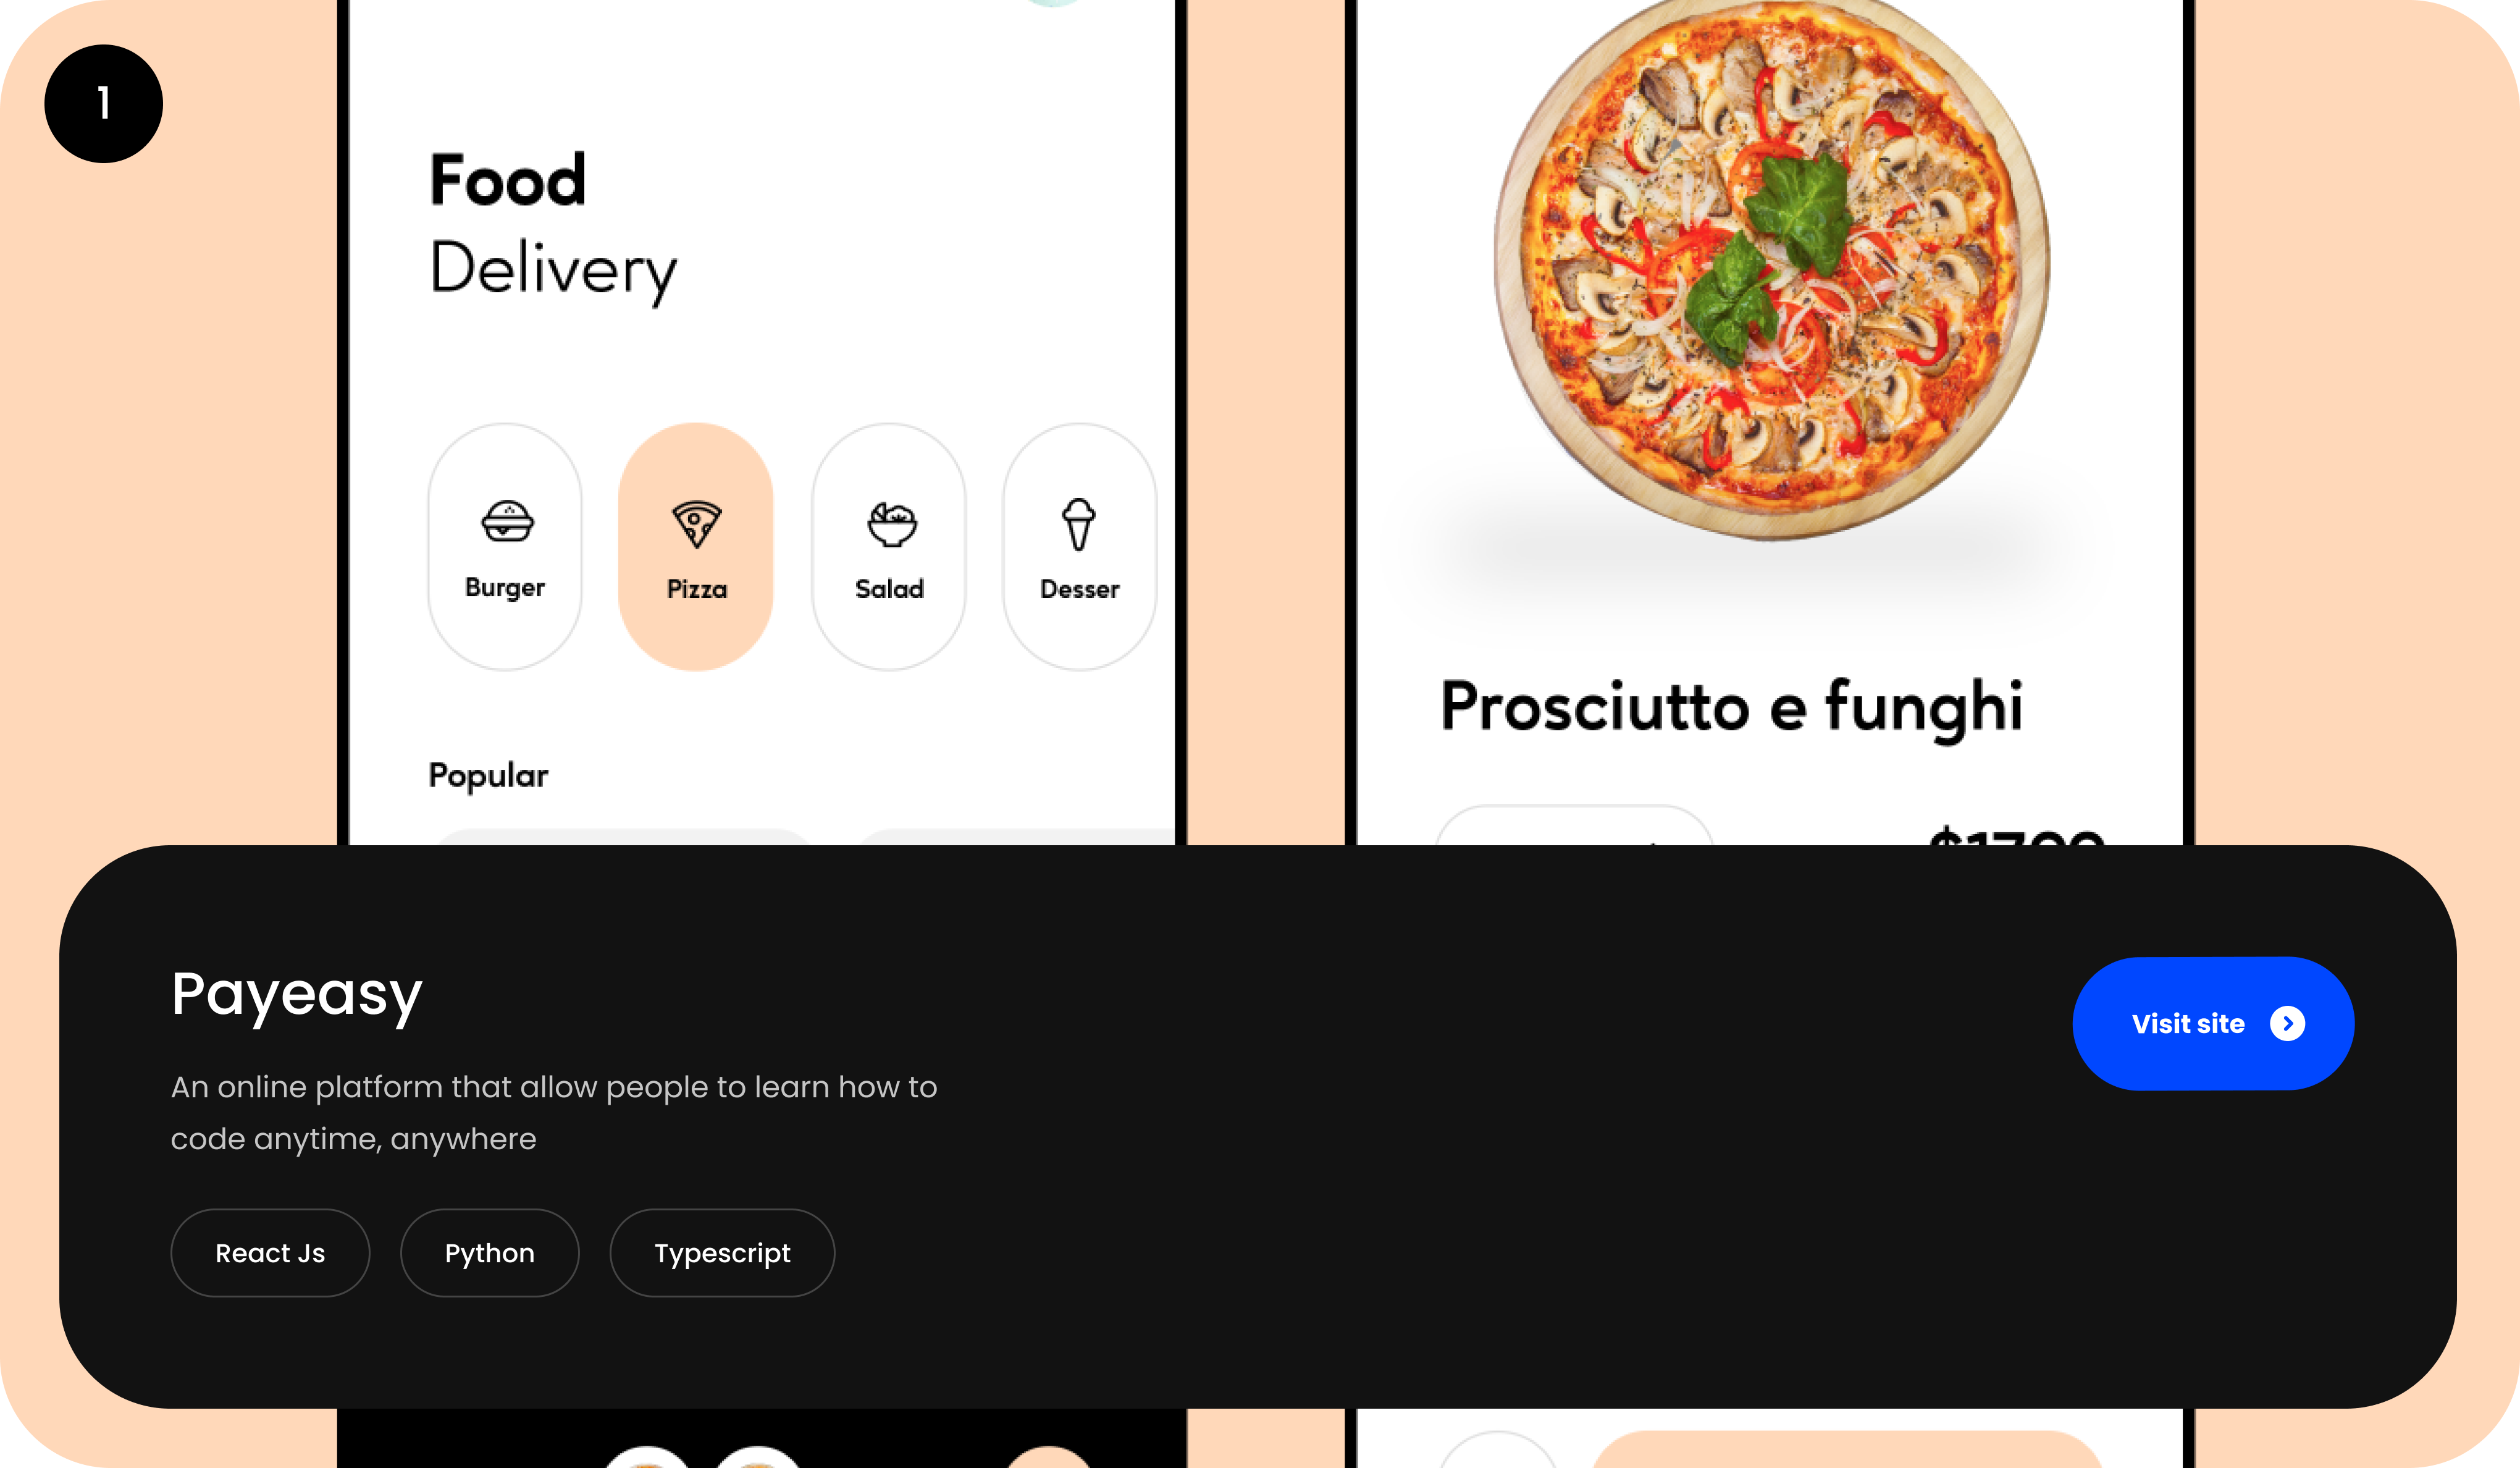 1
Food
Delivery
Burger
Pizza
Salad
Desser
Popular
Prosciutto e funghi
Payeasy
An online platform that allow people to learn how to
code anytime, anywhere
Visit site
React Js
Python
Typescript